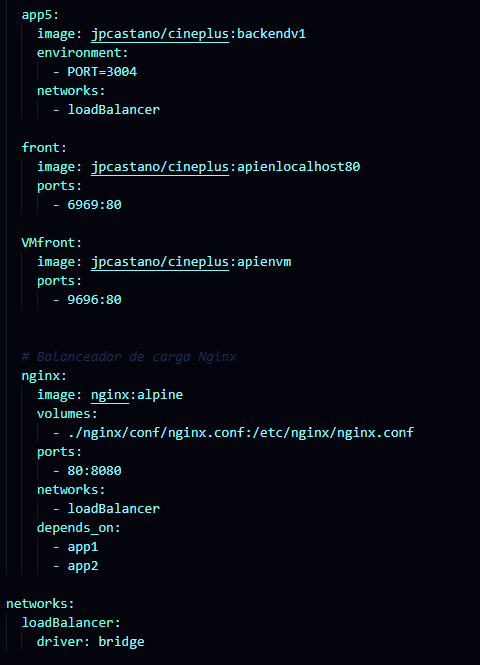 app5:
image: jpcastano/cineplus:backendv1
environment:
- PORT=3004
networks:
- loadBalancer
front:
image: jpcastano/cineplus:apienlocalhost80
ports:
- 6969:80
VMfront:
image: jpcastano/cineplus:apienvm
ports:
- 9696:80
# Balanceador de carga Nginx
nginx:
image: nginx:alpine
volumes:
- ./nginx/conf/nginx.conf:/etc/nginx/nginx.conf
ports:
- 80:8080
networks:
- loadBalancer
depends_on:
- app1
- app2
networks:
loadBalancer:
driver: bridge